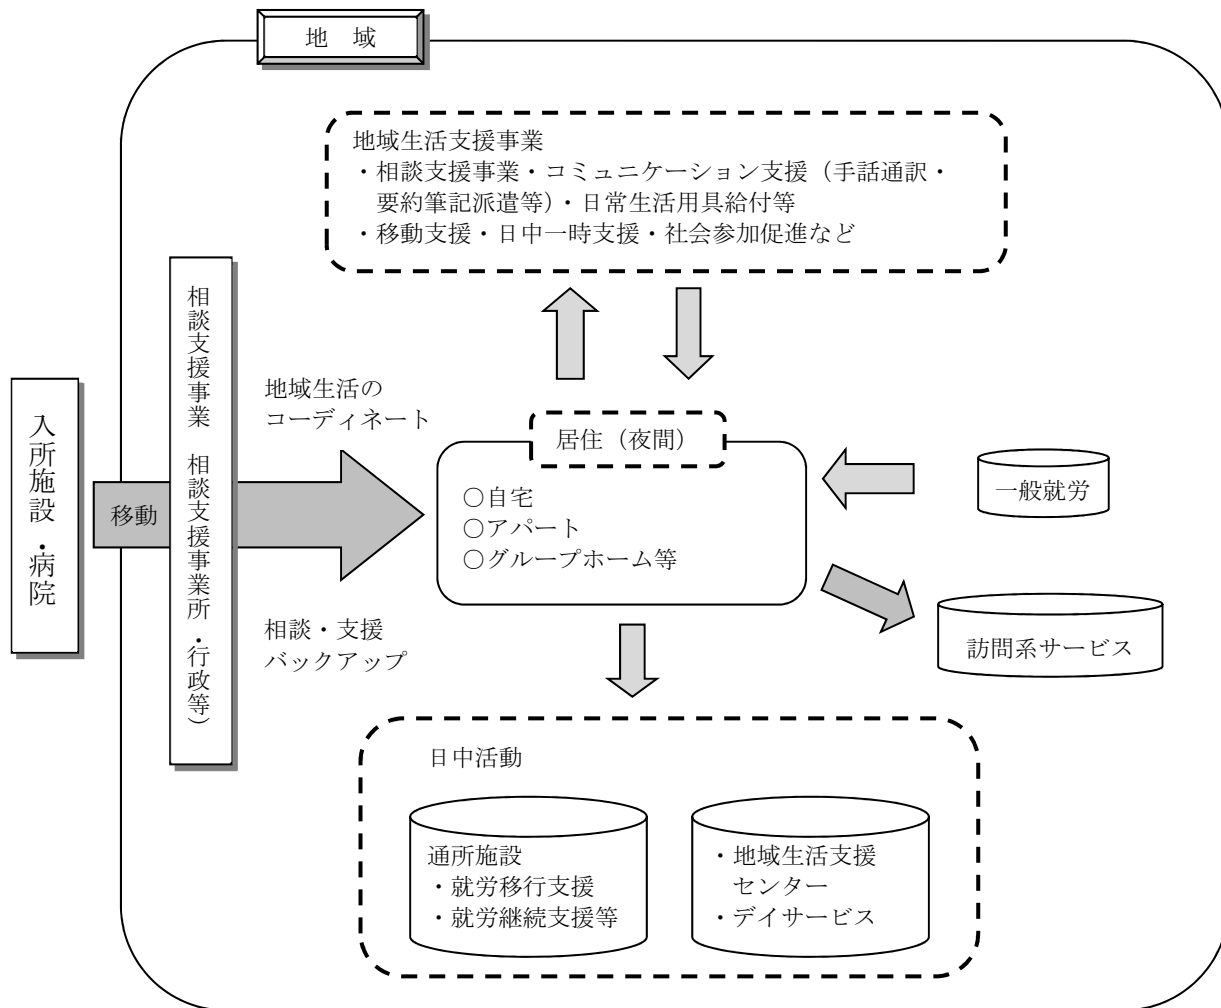 地　域
地域生活支援事業
・相談支援事業・コミュニケーション支援（手話通訳・
要約筆記派遣等）・日常生活用具給付等
・移動支援・日中一時支援・社会参加促進など
入所施設・病院
移動
相談支援事業　相談支援事業所・行政等）
地域生活の
コーディネート
相談・支援
バックアップ
居住（夜間）
○自宅
○アパート
○グループホーム等
一般就労
訪問系サービス
日中活動
通所施設
・就労移行支援
・就労継続支援等
・地域生活支援
センター
・デイサービス